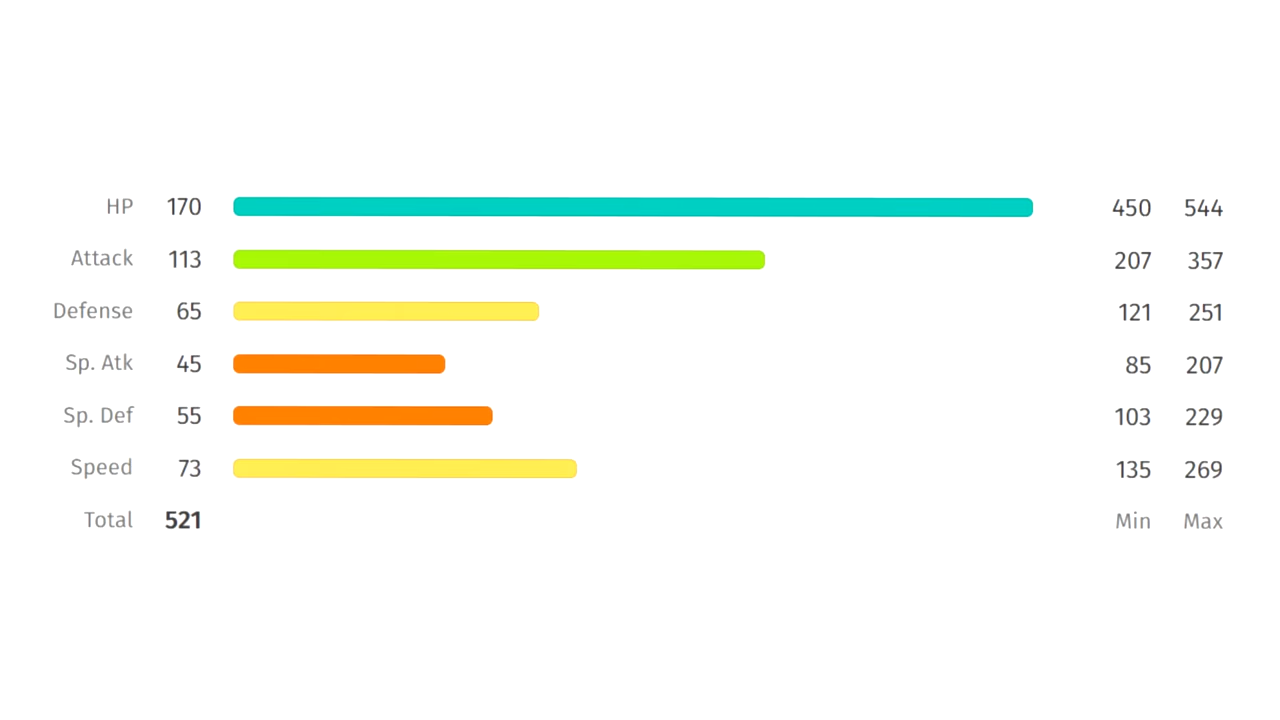 HP 170 450 544
Attack 113 207 357
Defense 65 121 251
Sp. Atk 45 85 207
Sp. Def 55 103 229
Speed 73 135 269
Total 521 Min Max